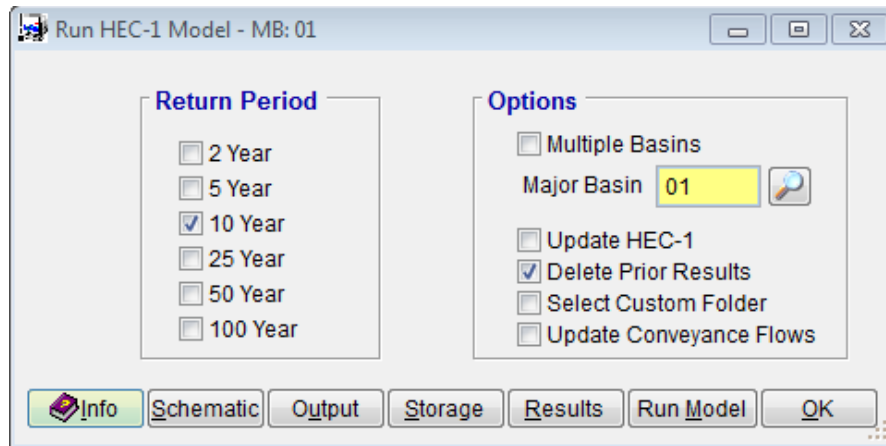 Run HEC-1 Model - MB: 01
Return Period
2 Year
5 Year
10 Year
25 Year
50 Year
100 Year
Options
Multiple Basins
Major Basin 01
Update HEC-1
Delete Prior Results
Select Custom Folder
Update Conveyance Flows
Info Schematic Output Storage Results Run Model OK